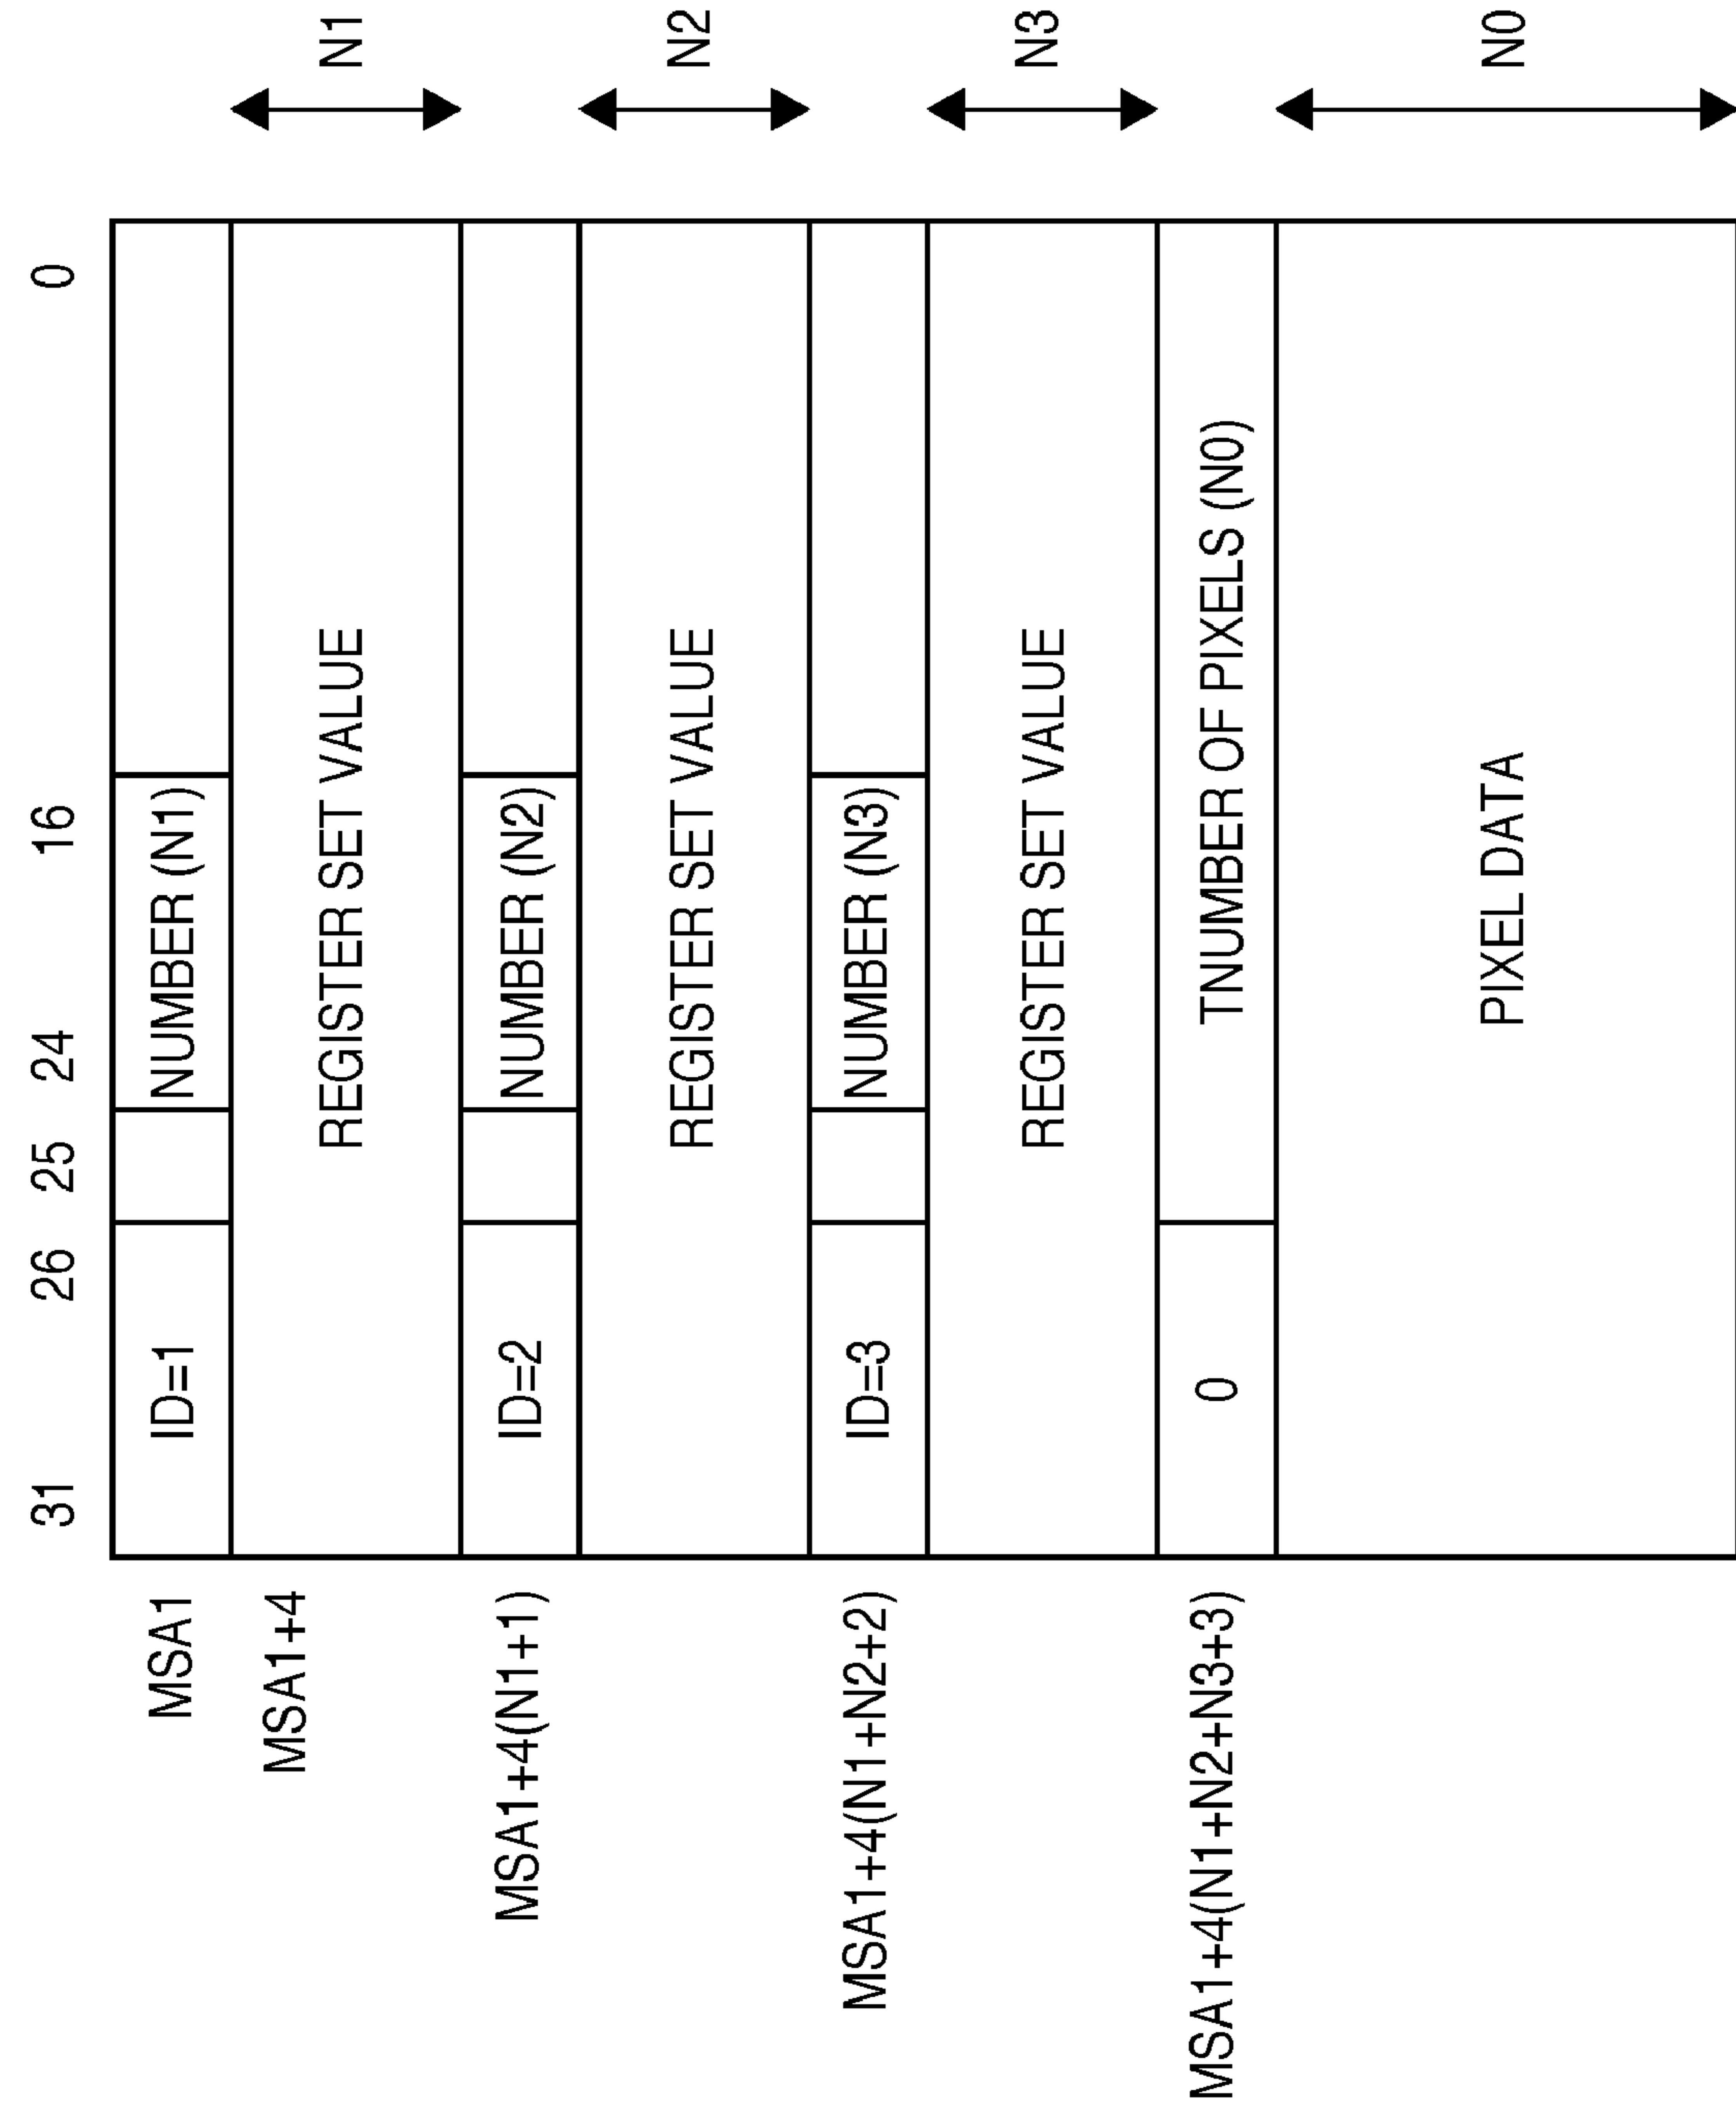 31 26 25 24 16 0
MSA1 ID=1 NUMBER (N1)
MSA1+4 REGISTER SET VALUE N1
MSA1+4(N1+1) ID=2 NUMBER (N2)
REGISTER SET VALUE N2
MSA1+4(N1+N2+2) ID=3 NUMBER (N3)
REGISTER SET VALUE N3
MSA1+4(N1+N2+N3+3) 0 TNUMBER OF PIXELS (N0)
PIXEL DATA N0